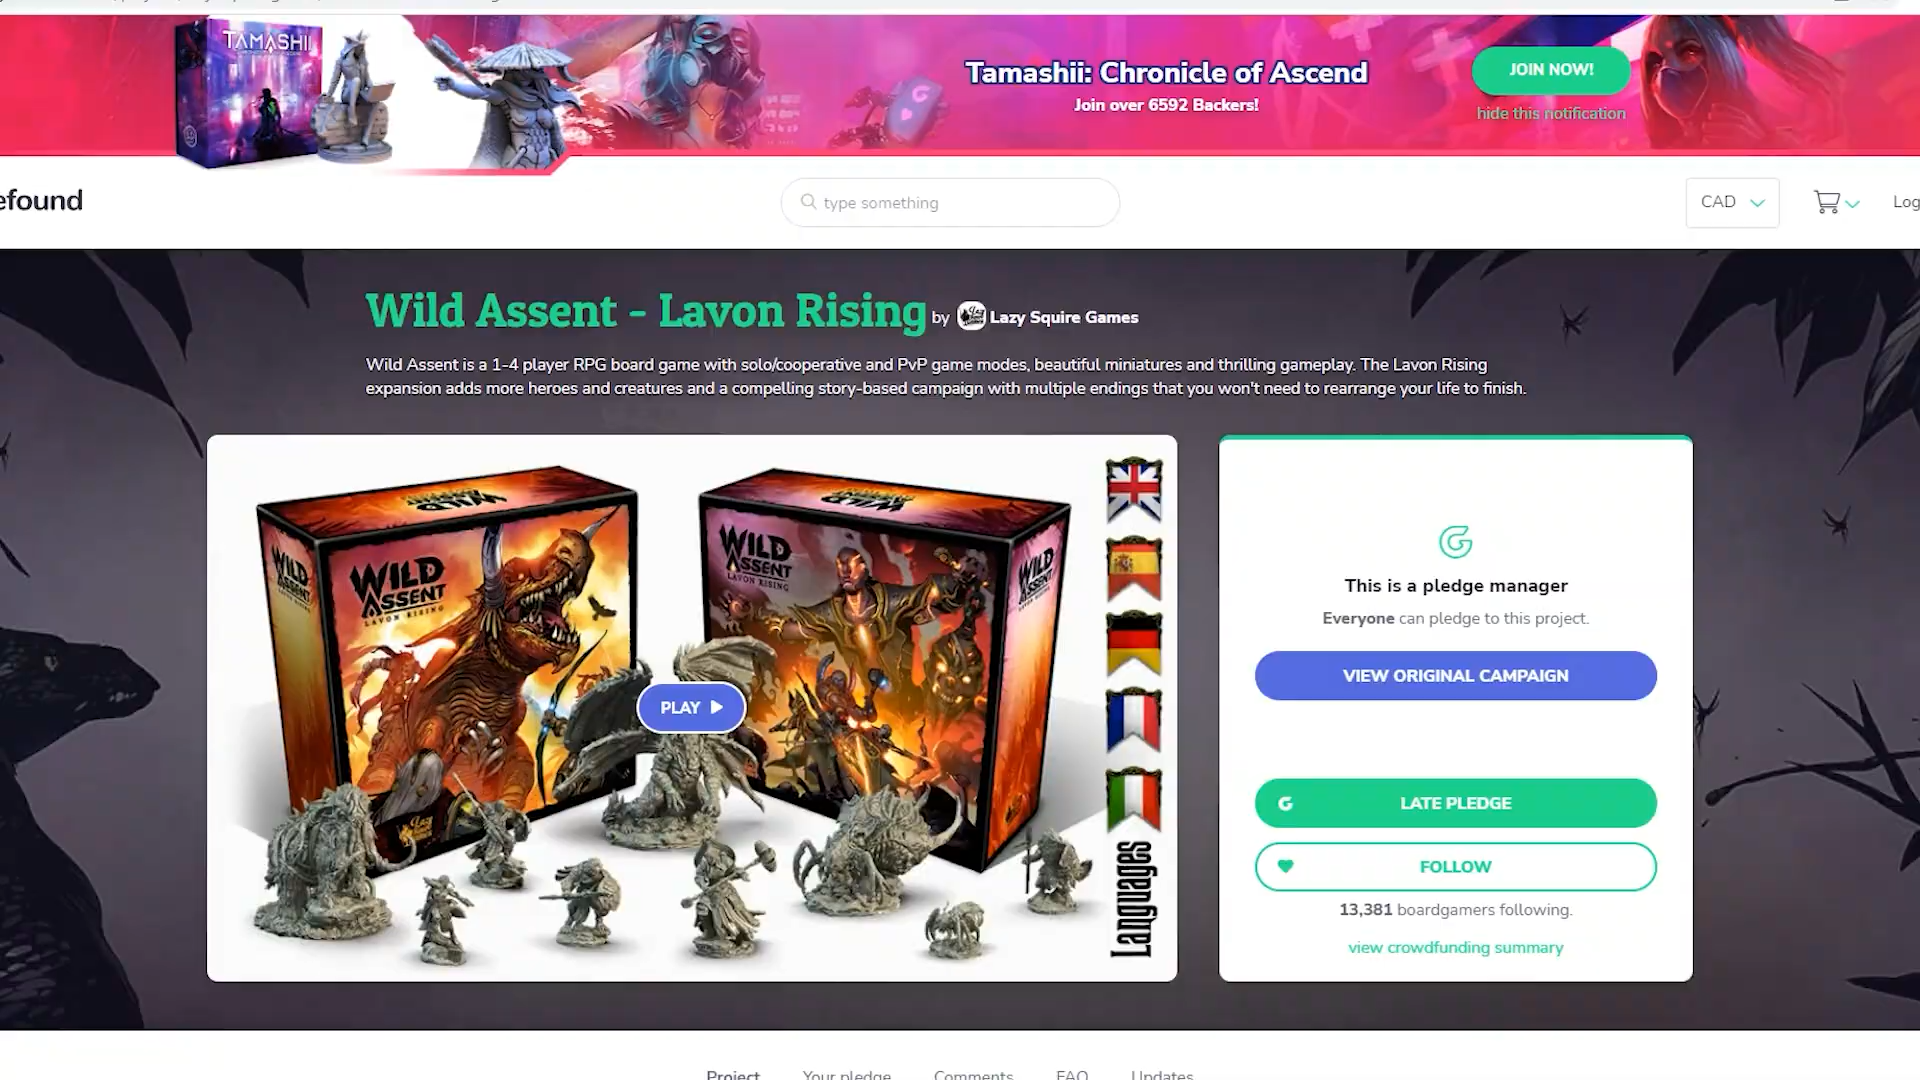 TAMASHII
Tamashii: Chronicle of Ascend
Join over 6592 Backers!
JOIN NOW!
hide this notification
efound
type something
CAD
Log
Wild Assent - Lavon Rising by Lazy Squire Games
Wild Assent is a 1-4 player RPG board game with solo/cooperative and PvP game modes, beautiful miniatures and thrilling gameplay. The Lavon Rising
expansion adds more heroes and creatures and a compelling story-based campaign with multiple endings that you won't need to rearrange your life to finish.
WILD
ASSENT
WILD
ASSENT
LAVON RISING
WILD
ASSENT
LAVON RISING
WILD
ASSENT
PLAY
Languages
This is a pledge manager
Everyone can pledge to this project.
VIEW ORIGINAL CAMPAIGN
LATE PLEDGE
FOLLOW
13,381 boardgamers following.
view crowdfunding summary
Project
Your pledge
Comments
FAQ
Updates